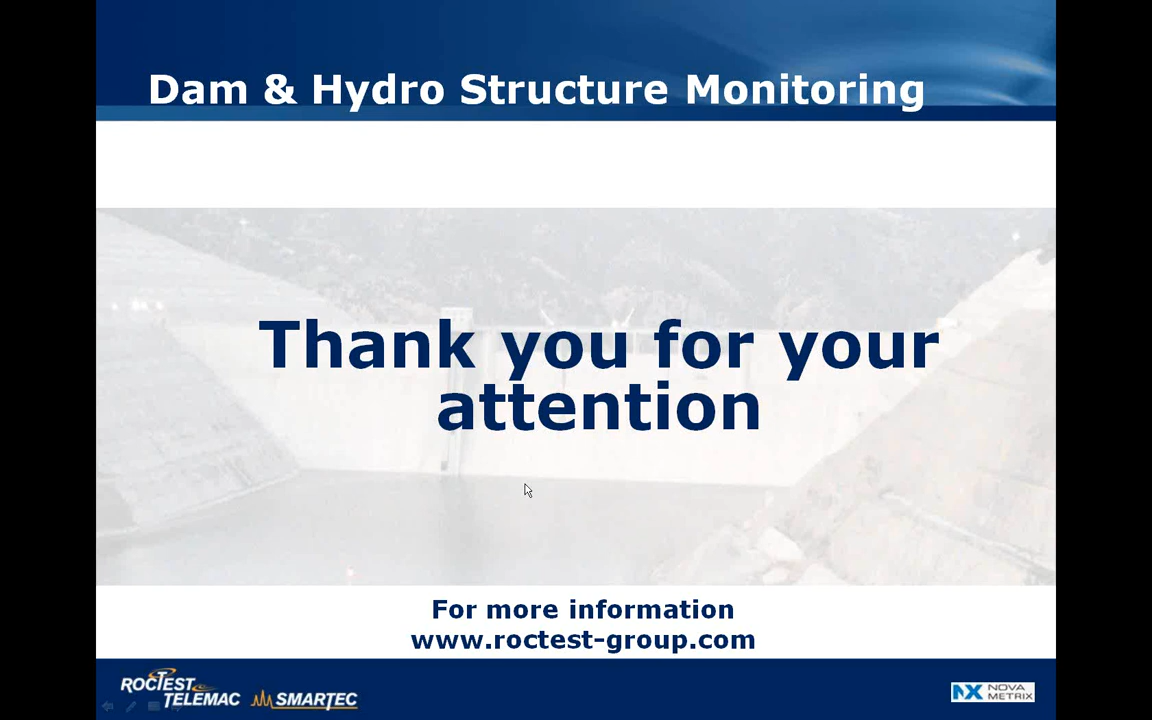 Dam & Hydro Structure Monitoring
Thank you for your
attention
For more information
www.roctest-group.com
ROCTEST
TELEMAC
SMARTEC
NX NOVA
METRIX